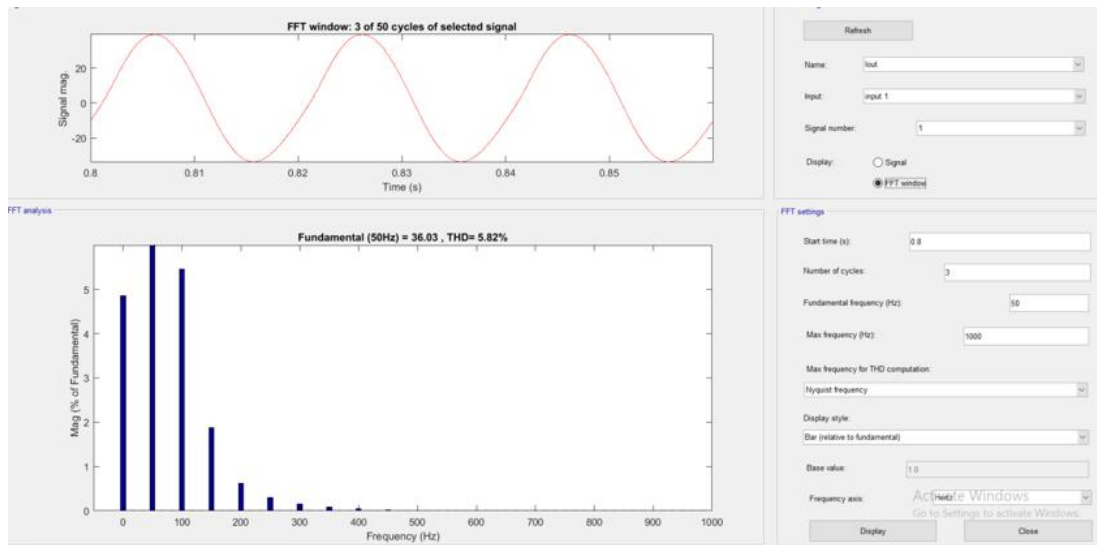 FFT window: 3 of 50 cycles of selected signal
20
0
-20
Signal mag.
0.8 0.81 0.82 0.83 0.84 0.85
Time (s)
Refresh
Name: Iout
Input: input 1
Signal number: 1
Display: Signal
FFT window
FFT analysis
Fundamental (50Hz) = 36.03 , THD= 5.82%
5
4
3
2
1
0
Mag (% of Fundamental)
0 100 200 300 400 500 600 700 800 900 1000
Frequency (Hz)
FFT settings
Start time (s): 0.8
Number of cycles: 3
Fundamental frequency (Hz): 50
Max frequency (Hz): 1000
Max frequency for THD computation:
Nyquist frequency
Display style:
Bar (relative to fundamental)
Base value: 1.0
Frequency axis: Hertz
Activate Windows
Go to Settings to activate Windows.
Display Close